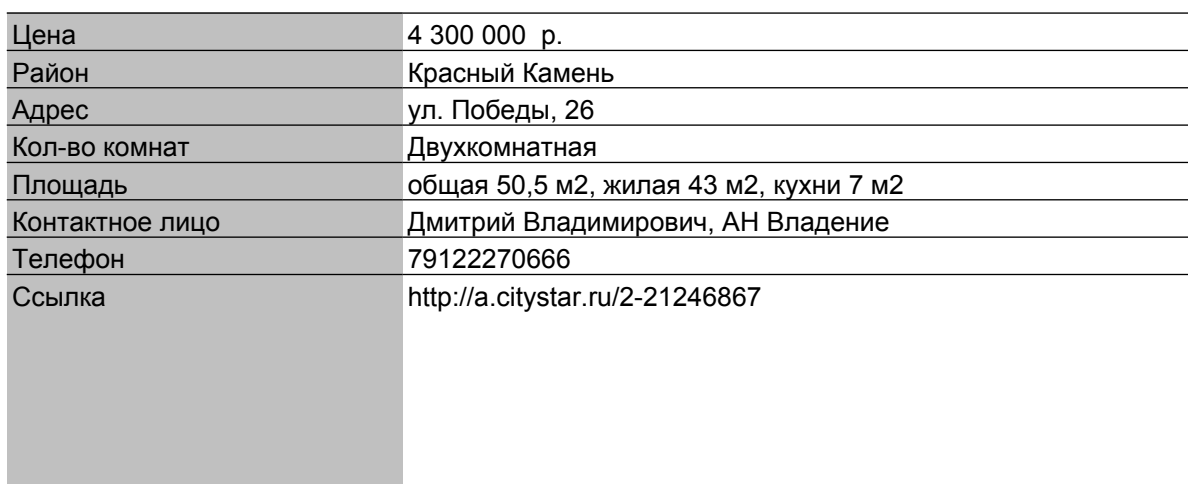 Цена 4 300 000 р.
Район Красный Камень
Адрес ул. Победы, 26
Кол-во комнат Двухкомнатная
Площадь общая 50,5 м2, жилая 43 м2, кухни 7 м2
Контактное лицо Дмитрий Владимирович, АН Владение
Телефон 79122270666
Ссылка http://a.citystar.ru/2-21246867